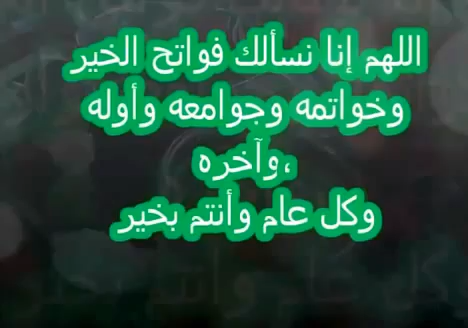 اللهم إنا نسألك فواتح الخير
وخواتمه وجوامعه وأوله
وآخره،
وكل عام وأنتم بخير